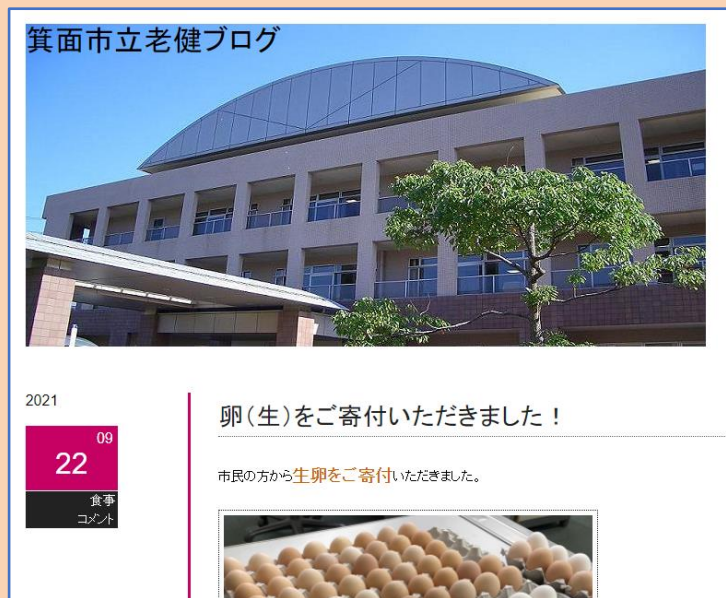 箕面市立老健ブログ
2021
09
22
食事
コメント
卵(生)をご寄付いただきました！
市民の方から生卵をご寄付いただきました。